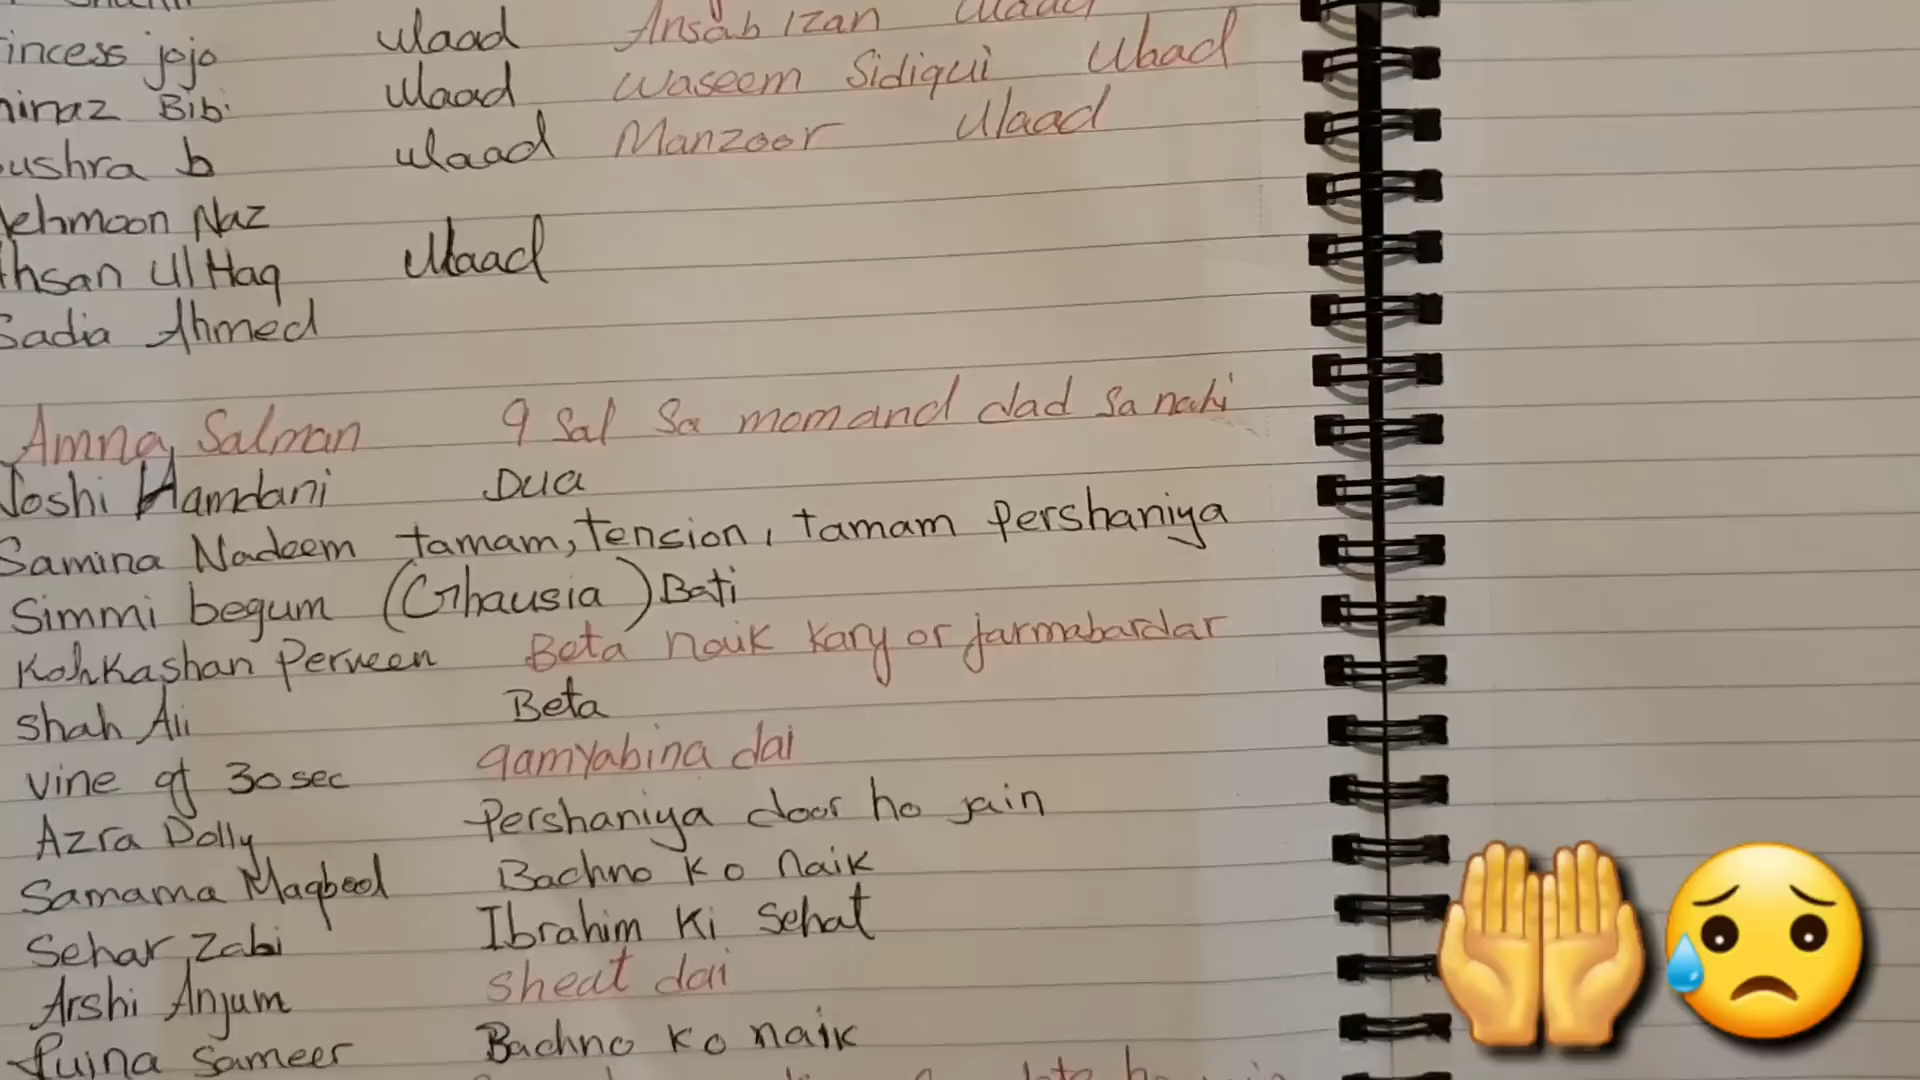 incess jojo ulaad Ansab Izan
inaz Bibi ulaad Waseem Sidiqui Ulaad
ushra b ulaad Manzoor Ulaad
ehmoon Naz
hsan Ul Haq Ulaad
Sadia Ahmed
Amna Salman 9 Sal Sa mom and dad Sa nahi
Toshi Hamdani Dua
Samina Nadeem tamam, tension, tamam pershaniya
Simmi begum (Ghausia) Beti
Kohkashan Perveen Beta naik kary or farmabardar
Shah Ali Beta
vine of 30 sec qamyabina dai
Azra Dolly Pershaniya door ho jain
Samama Maqbool Bachno ko naik
Sehar Zabi Ibrahim ki sehat
Arshi Anjum sheat dai
Sameer Bachno ko naik